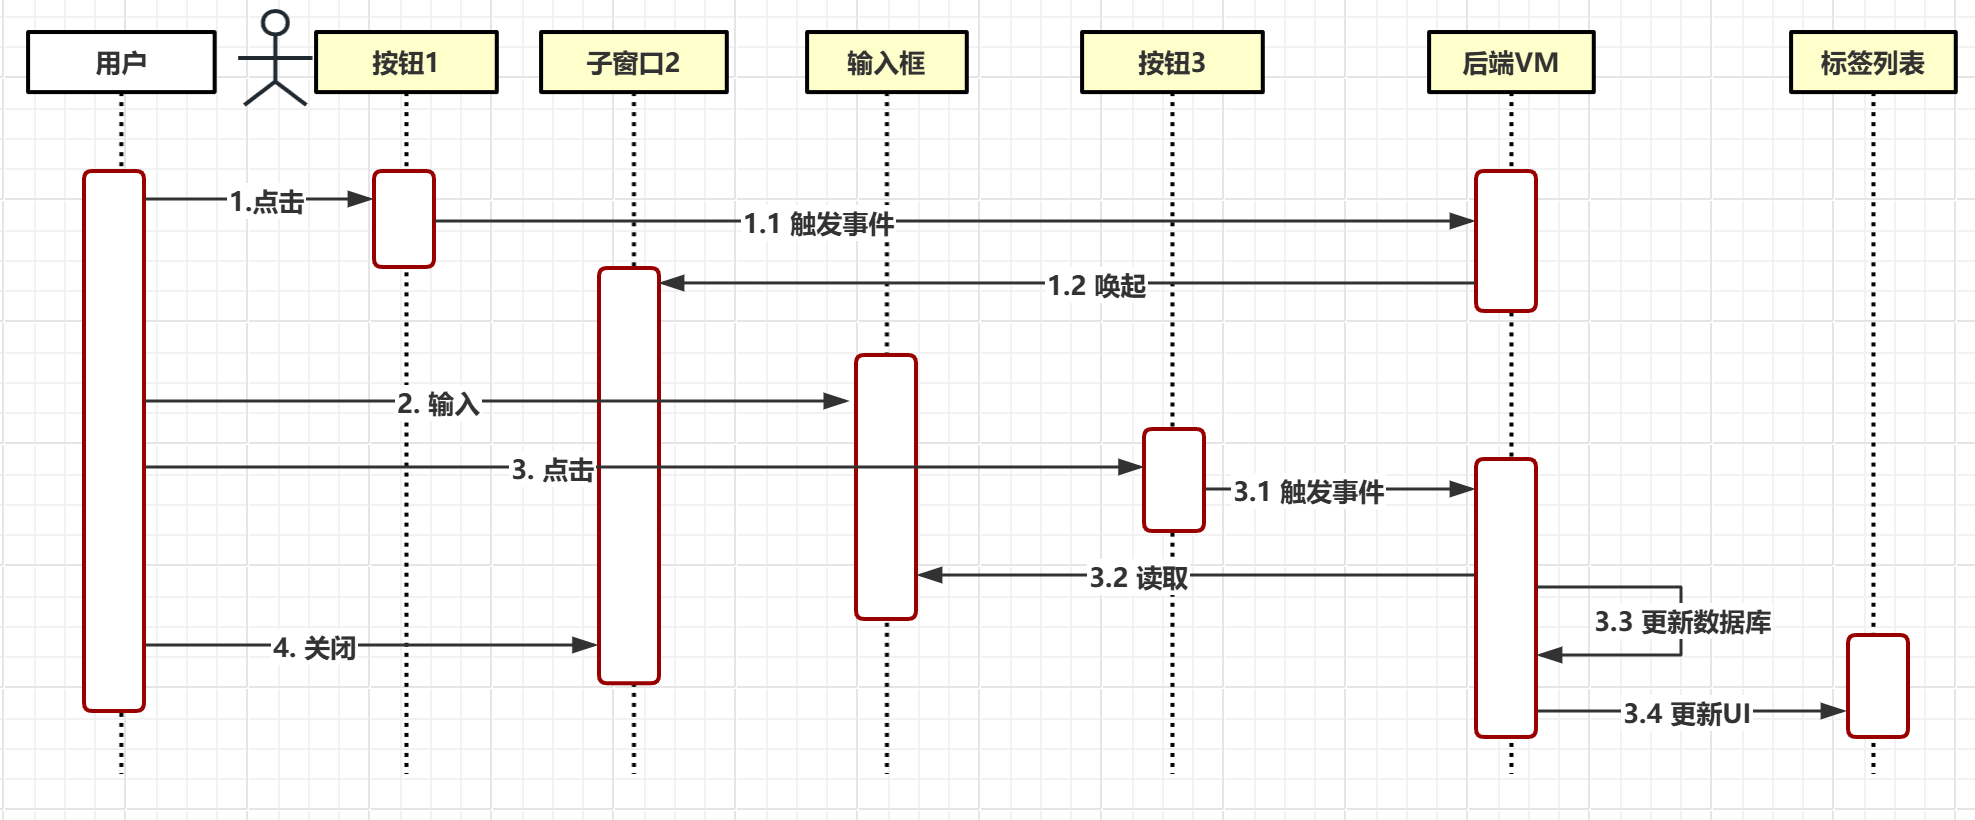 用户
按钮1
子窗口2
输入框
按钮3
后端VM
标签列表
1.点击
1.1 触发事件
1.2 唤起
2. 输入
3. 点击
3.1 触发事件
3.2 读取
3.3 更新数据库
4. 关闭
3.4 更新UI